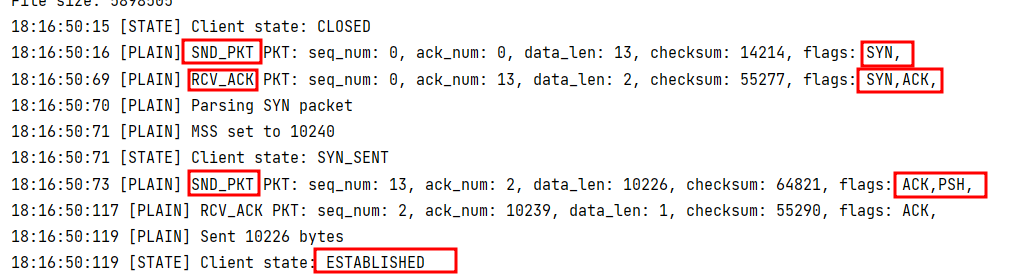 File size: 5898505
18:16:50:15 [STATE] Client state: CLOSED
18:16:50:16 [PLAIN] SND_PKT PKT: seq_num: 0, ack_num: 0, data_len: 13, checksum: 14214, flags: SYN,
18:16:50:69 [PLAIN] RCV_ACK PKT: seq_num: 0, ack_num: 13, data_len: 2, checksum: 55277, flags: SYN,ACK,
18:16:50:70 [PLAIN] Parsing SYN packet
18:16:50:71 [PLAIN] MSS set to 10240
18:16:50:71 [STATE] Client state: SYN_SENT
18:16:50:73 [PLAIN] SND_PKT PKT: seq_num: 13, ack_num: 2, data_len: 10226, checksum: 64821, flags: ACK,PSH,
18:16:50:117 [PLAIN] RCV_ACK PKT: seq_num: 2, ack_num: 10239, data_len: 1, checksum: 55290, flags: ACK,
18:16:50:119 [PLAIN] Sent 10226 bytes
18:16:50:119 [STATE] Client state: ESTABLISHED